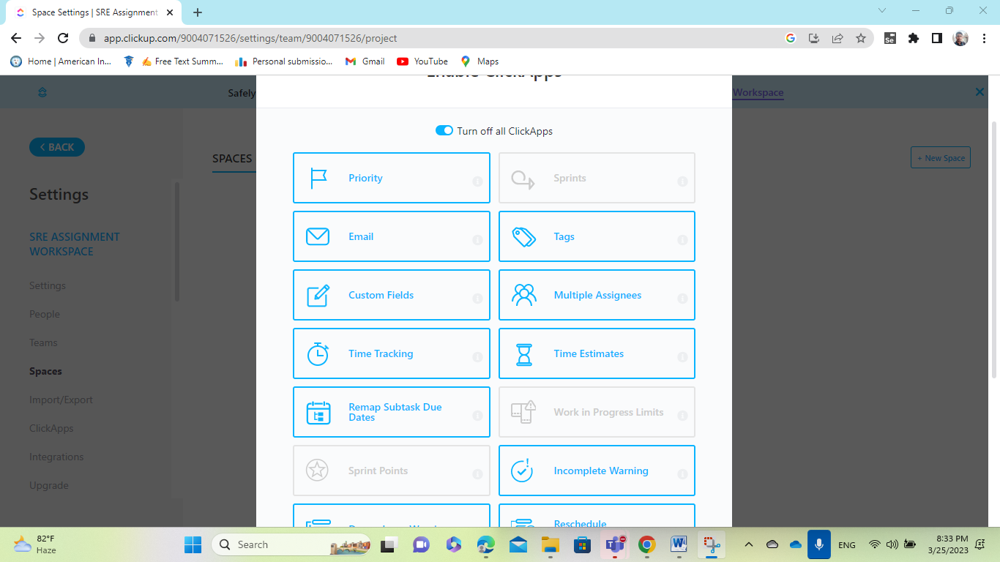 Space Settings | SRE Assignment
app.clickup.com/9004071526/settings/team/9004071526/project
Se
Home | American In...
Free Text Summ...
Personal submissio...
Gmail
YouTube
Maps
Enable ClickApps
Safely
Workspace
BACK
Turn off all ClickApps
SPACES
+ New Space
Settings
SRE ASSIGNMENT
WORKSPACE
Settings
People
Teams
Spaces
Import/Export
ClickApps
Integrations
Upgrade
Priority
Sprints
Email
Tags
Custom Fields
Multiple Assignees
Time Tracking
Time Estimates
Remap Subtask Due
Dates
Work in Progress Limits
Sprint Points
Incomplete Warning
Reschedule
82°F
Haze
Search
ENG
8:33 PM
3/25/2023